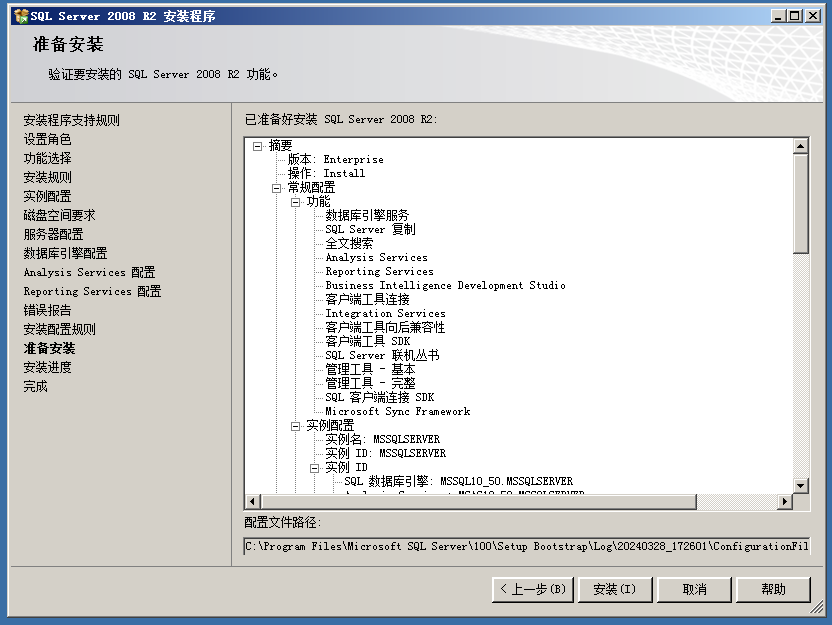 SQL Server 2008 R2 安装程序
准备安装
验证要安装的 SQL Server 2008 R2 功能。
安装程序支持规则
设置角色
功能选择
安装规则
实例配置
磁盘空间要求
服务器配置
数据库引擎配置
Analysis Services 配置
Reporting Services 配置
错误报告
安装配置规则
准备安装
安装进度
完成
已准备好安装 SQL Server 2008 R2:
摘要
版本: Enterprise
操作: Install
常规配置
功能
数据库引擎服务
SQL Server 复制
全文搜索
Analysis Services
Reporting Services
Business Intelligence Development Studio
客户端工具连接
Integration Services
客户端工具向后兼容性
客户端工具 SDK
SQL Server 联机丛书
管理工具 - 基本
管理工具 - 完整
SQL 客户端连接 SDK
Microsoft Sync Framework
实例配置
实例名: MSSQLSERVER
实例 ID: MSSQLSERVER
实例 ID
SQL 数据库引擎: MSSQL10_50.MSSQLSERVER
配置文件路径:
C:\Program Files\Microsoft SQL Server\100\Setup Bootstrap\Log\20240328_172601\ConfigurationFil
< 上一步(B)
安装(I)
取消
帮助